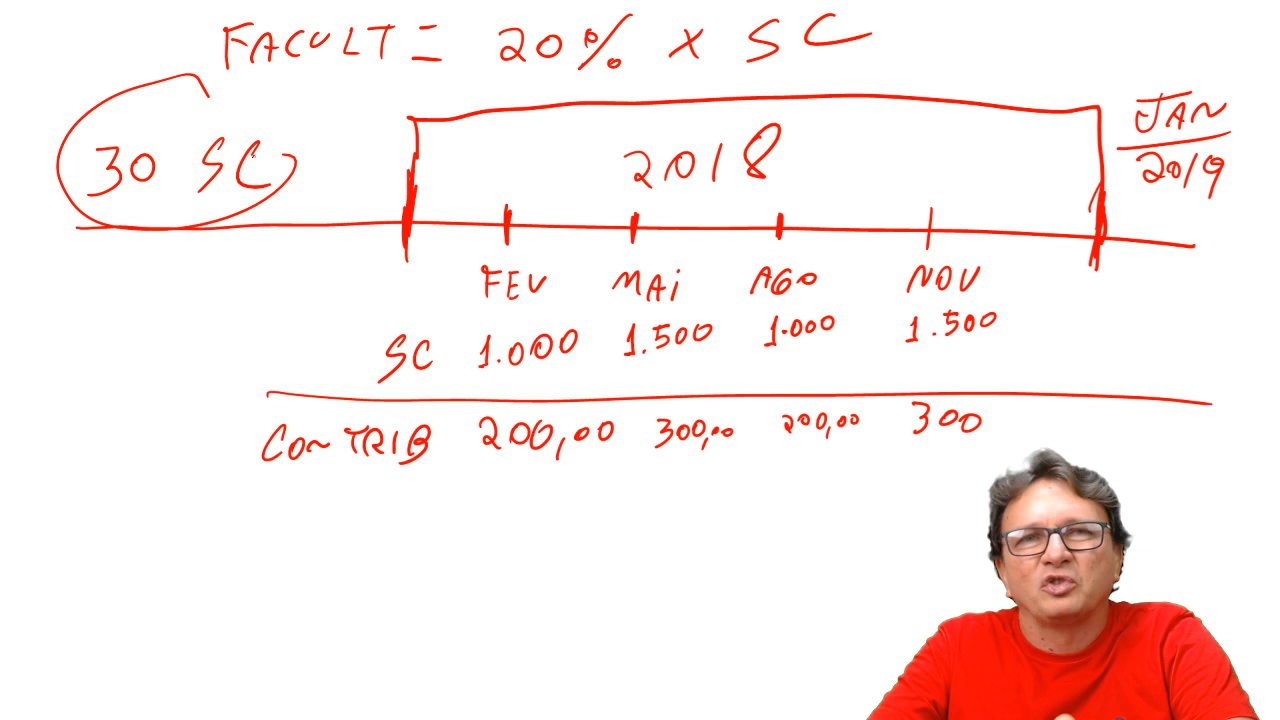 FACULT = 20% X SC
30 SC
2018
JAN
2019
FEV MAI AGO NOV
SC 1.000 1.500 1.000 1.500
CONTRIB 200,00 300,00 200,00 300